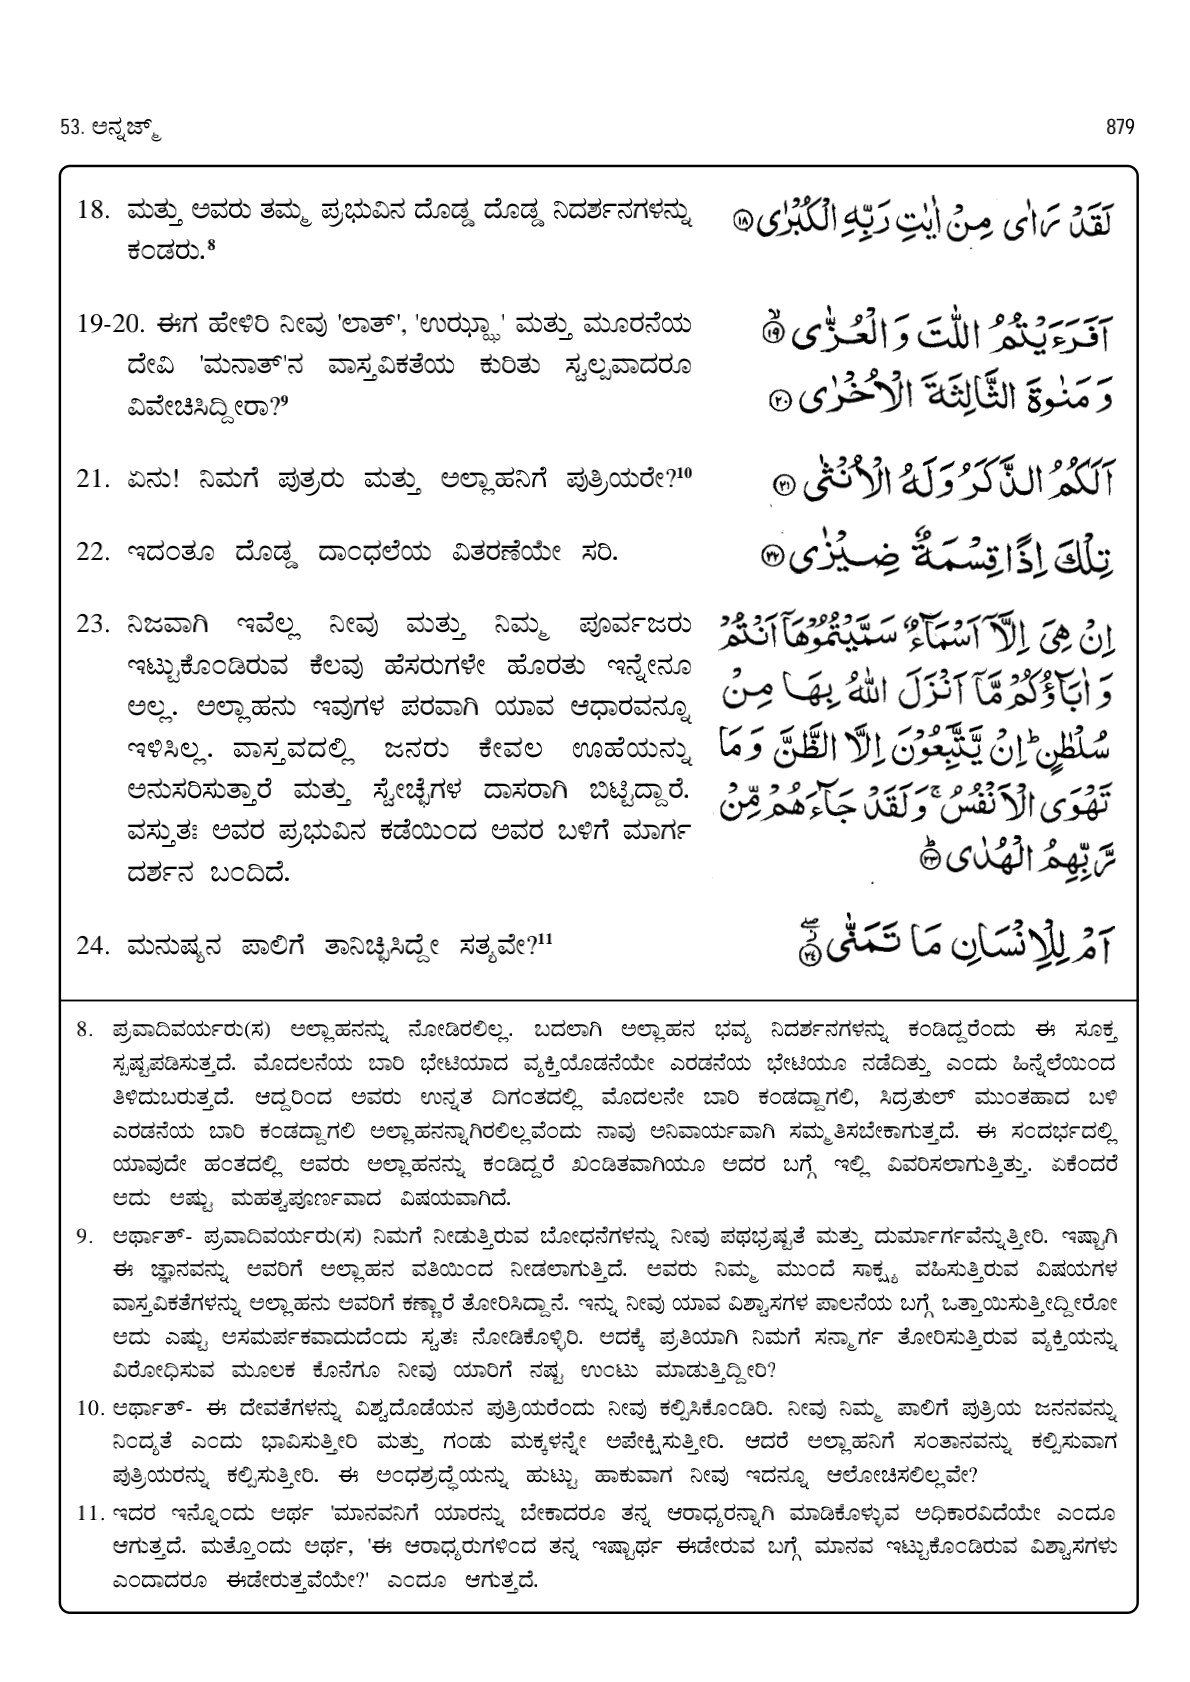 53. ಅನ್ನಜ್ಮ್
879
18. ಮತ್ತು ಅವರು ತಮ್ಮ ಪ್ರಭುವಿನ ದೊಡ್ಡ ದೊಡ್ಡ ನಿದರ್ಶನಗಳನ್ನು
ಕಂಡರು.⁸
لَقَدْ رَاٰى مِنْ اٰيٰتِ رَبِّهِ الْكُبْرٰى ۝١٨
19-20. ಈಗ ಹೇಳಿರಿ ನೀವು 'ಲಾತ್', 'ಉಝ್ಝಾ' ಮತ್ತು ಮೂರನೆಯ
ದೇವಿ 'ಮನಾತ್'ನ ವಾಸ್ತವಿಕತೆಯ ಕುರಿತು ಸ್ವಲ್ಪವಾದರೂ
ವಿವೇಚಿಸಿದ್ದೀರಾ?⁹
اَفَرَءَيْتُمُ اللّٰتَ وَ الْعُزّٰى ۙ۝١٩
وَ مَنٰوةَ الثَّالِثَةَ الْاُخْرٰى ۝٢٠
21. ಏನು! ನಿಮಗೆ ಪುತ್ರರು ಮತ್ತು ಅಲ್ಲಾಹನಿಗೆ ಪುತ್ರಿಯರೇ?¹⁰
اَلَكُمُ الذَّكَرُ وَلَهُ الْاُنْثٰى ۝٢١
22. ಇದಂತೂ ದೊಡ್ಡ ದಾಂಧಲೆಯ ವಿತರಣೆಯೇ ಸರಿ.
تِلْكَ اِذًا قِسْمَةٌ ضِيْزٰى ۝٢٢
23. ನಿಜವಾಗಿ ಇವೆಲ್ಲ ನೀವು ಮತ್ತು ನಿಮ್ಮ ಪೂರ್ವಜರು
ಇಟ್ಟುಕೊಂಡಿರುವ ಕೆಲವು ಹೆಸರುಗಳೇ ಹೊರತು ಇನ್ನೇನೂ
ಅಲ್ಲ. ಅಲ್ಲಾಹನು ಇವುಗಳ ಪರವಾಗಿ ಯಾವ ಆಧಾರವನ್ನೂ
ಇಳಿಸಿಲ್ಲ. ವಾಸ್ತವದಲ್ಲಿ ಜನರು ಕೇವಲ ಊಹೆಯನ್ನು
ಅನುಸರಿಸುತ್ತಾರೆ ಮತ್ತು ಸ್ವೇಚ್ಛೆಗಳ ದಾಸರಾಗಿ ಬಿಟ್ಟಿದ್ದಾರೆ.
ವಸ್ತುತಃ ಅವರ ಪ್ರಭುವಿನ ಕಡೆಯಿಂದ ಅವರ ಬಳಿಗೆ ಮಾರ್ಗ
ದರ್ಶನ ಬಂದಿದೆ.
اِنْ هِيَ اِلَّاۤ اَسْمَآءٌ سَمَّيْتُمُوْهَاۤ اَنْتُمْ
وَ اٰبَآؤُكُمْ مَّاۤ اَنْزَلَ اللّٰهُ بِهَا مِنْ
سُلْطٰنٍ ؕ اِنْ يَّتَّبِعُوْنَ اِلَّا الظَّنَّ وَ مَا
تَهْوَى الْاَنْفُسُ ۚ وَلَقَدْ جَآءَهُمْ مِّنْ
رَّبِّهِمُ الْهُدٰى ؕ۝٢٣
24. ಮನುಷ್ಯನ ಪಾಲಿಗೆ ತಾನಿಚ್ಛಿಸಿದ್ದೇ ಸತ್ಯವೇ?¹¹
اَمْ لِلْاِنْسَانِ مَا تَمَنّٰى ۖ۝٢٤
8. ಪ್ರವಾದಿವರ್ಯರು(ಸ) ಅಲ್ಲಾಹನನ್ನು ನೋಡಿರಲಿಲ್ಲ. ಬದಲಾಗಿ ಅಲ್ಲಾಹನ ಭವ್ಯ ನಿದರ್ಶನಗಳನ್ನು ಕಂಡಿದ್ದರೆಂದು ಈ ಸೂಕ್ತ
ಸ್ಪಷ್ಟಪಡಿಸುತ್ತದೆ. ಮೊದಲನೆಯ ಬಾರಿ ಭೇಟಿಯಾದ ವ್ಯಕ್ತಿಯೊಡನೆಯೇ ಎರಡನೆಯ ಭೇಟಿಯೂ ನಡೆದಿತ್ತು ಎಂದು ಹಿನ್ನೆಲೆಯಿಂದ
ತಿಳಿದುಬರುತ್ತದೆ. ಆದ್ದರಿಂದ ಅವರು ಉನ್ನತ ದಿಗಂತದಲ್ಲಿ ಮೊದಲನೇ ಬಾರಿ ಕಂಡದ್ದಾಗಲಿ, ಸಿದ್ರತುಲ್ ಮುಂತಹಾದ ಬಳಿ
ಎರಡನೆಯ ಬಾರಿ ಕಂಡದ್ದಾಗಲಿ ಅಲ್ಲಾಹನನ್ನಾಗಿರಲಿಲ್ಲವೆಂದು ನಾವು ಅನಿವಾರ್ಯವಾಗಿ ಸಮ್ಮತಿಸಬೇಕಾಗುತ್ತದೆ. ಈ ಸಂದರ್ಭದಲ್ಲಿ
ಯಾವುದೇ ಹಂತದಲ್ಲಿ ಅವರು ಅಲ್ಲಾಹನನ್ನು ಕಂಡಿದ್ದರೆ ಖಂಡಿತವಾಗಿಯೂ ಅದರ ಬಗ್ಗೆ ಇಲ್ಲಿ ವಿವರಿಸಲಾಗುತ್ತಿತ್ತು. ಏಕೆಂದರೆ
ಅದು ಅಷ್ಟು ಮಹತ್ವಪೂರ್ಣವಾದ ವಿಷಯವಾಗಿದೆ.
9. ಅರ್ಥಾತ್- ಪ್ರವಾದಿವರ್ಯರು(ಸ) ನಿಮಗೆ ನೀಡುತ್ತಿರುವ ಬೋಧನೆಗಳನ್ನು ನೀವು ಪಥಭ್ರಷ್ಟತೆ ಮತ್ತು ದುರ್ಮಾರ್ಗವೆನ್ನುತ್ತೀರಿ. ಇಷ್ಟಾಗಿ
ಈ ಜ್ಞಾನವನ್ನು ಅವರಿಗೆ ಅಲ್ಲಾಹನ ವತಿಯಿಂದ ನೀಡಲಾಗುತ್ತಿದೆ. ಅವರು ನಿಮ್ಮ ಮುಂದೆ ಸಾಕ್ಷ್ಯ ವಹಿಸುತ್ತಿರುವ ವಿಷಯಗಳ
ವಾಸ್ತವಿಕತೆಗಳನ್ನು ಅಲ್ಲಾಹನು ಅವರಿಗೆ ಕಣ್ಣಾರೆ ತೋರಿಸಿದ್ದಾನೆ. ಇನ್ನು ನೀವು ಯಾವ ವಿಶ್ವಾಸಗಳ ಪಾಲನೆಯ ಬಗ್ಗೆ ಒತ್ತಾಯಿಸುತ್ತೀದ್ದೀರೋ
ಅದು ಎಷ್ಟು ಅಸಮರ್ಪಕವಾದುದೆಂದು ಸ್ವತಃ ನೋಡಿಕೊಳ್ಳಿರಿ. ಅದಕ್ಕೆ ಪ್ರತಿಯಾಗಿ ನಿಮಗೆ ಸನ್ಮಾರ್ಗ ತೋರಿಸುತ್ತಿರುವ ವ್ಯಕ್ತಿಯನ್ನು
ವಿರೋಧಿಸುವ ಮೂಲಕ ಕೊನೆಗೂ ನೀವು ಯಾರಿಗೆ ನಷ್ಟ ಉಂಟು ಮಾಡುತ್ತಿದ್ದೀರಿ?
10. ಅರ್ಥಾತ್- ಈ ದೇವತೆಗಳನ್ನು ವಿಶ್ವದೊಡೆಯನ ಪುತ್ರಿಯರೆಂದು ನೀವು ಕಲ್ಪಿಸಿಕೊಂಡಿರಿ. ನೀವು ನಿಮ್ಮ ಪಾಲಿಗೆ ಪುತ್ರಿಯ ಜನನವನ್ನು
ನಿಂದ್ಯತೆ ಎಂದು ಭಾವಿಸುತ್ತೀರಿ ಮತ್ತು ಗಂಡು ಮಕ್ಕಳನ್ನೇ ಅಪೇಕ್ಷಿಸುತ್ತೀರಿ. ಆದರೆ ಅಲ್ಲಾಹನಿಗೆ ಸಂತಾನವನ್ನು ಕಲ್ಪಿಸುವಾಗ
ಪುತ್ರಿಯರನ್ನು ಕಲ್ಪಿಸುತ್ತೀರಿ. ಈ ಅಂಧಶ್ರದ್ಧೆಯನ್ನು ಹುಟ್ಟು ಹಾಕುವಾಗ ನೀವು ಇದನ್ನೂ ಆಲೋಚಿಸಲಿಲ್ಲವೇ?
11. ಇದರ ಇನ್ನೊಂದು ಅರ್ಥ 'ಮಾನವನಿಗೆ ಯಾರನ್ನು ಬೇಕಾದರೂ ತನ್ನ ಆರಾಧ್ಯರನ್ನಾಗಿ ಮಾಡಿಕೊಳ್ಳುವ ಅಧಿಕಾರವಿದೆಯೇ ಎಂದೂ
ಆಗುತ್ತದೆ. ಮತ್ತೊಂದು ಅರ್ಥ, 'ಈ ಆರಾಧ್ಯರುಗಳಿಂದ ತನ್ನ ಇಷ್ಟಾರ್ಥ ಈಡೇರುವ ಬಗ್ಗೆ ಮಾನವ ಇಟ್ಟುಕೊಂಡಿರುವ ವಿಶ್ವಾಸಗಳು
ಎಂದಾದರೂ ಈಡೇರುತ್ತವೆಯೇ?' ಎಂದೂ ಆಗುತ್ತದೆ.